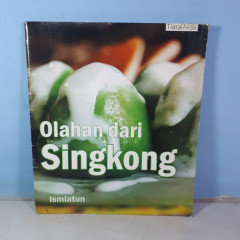 Olahan dari
Singkong
Ismiatun